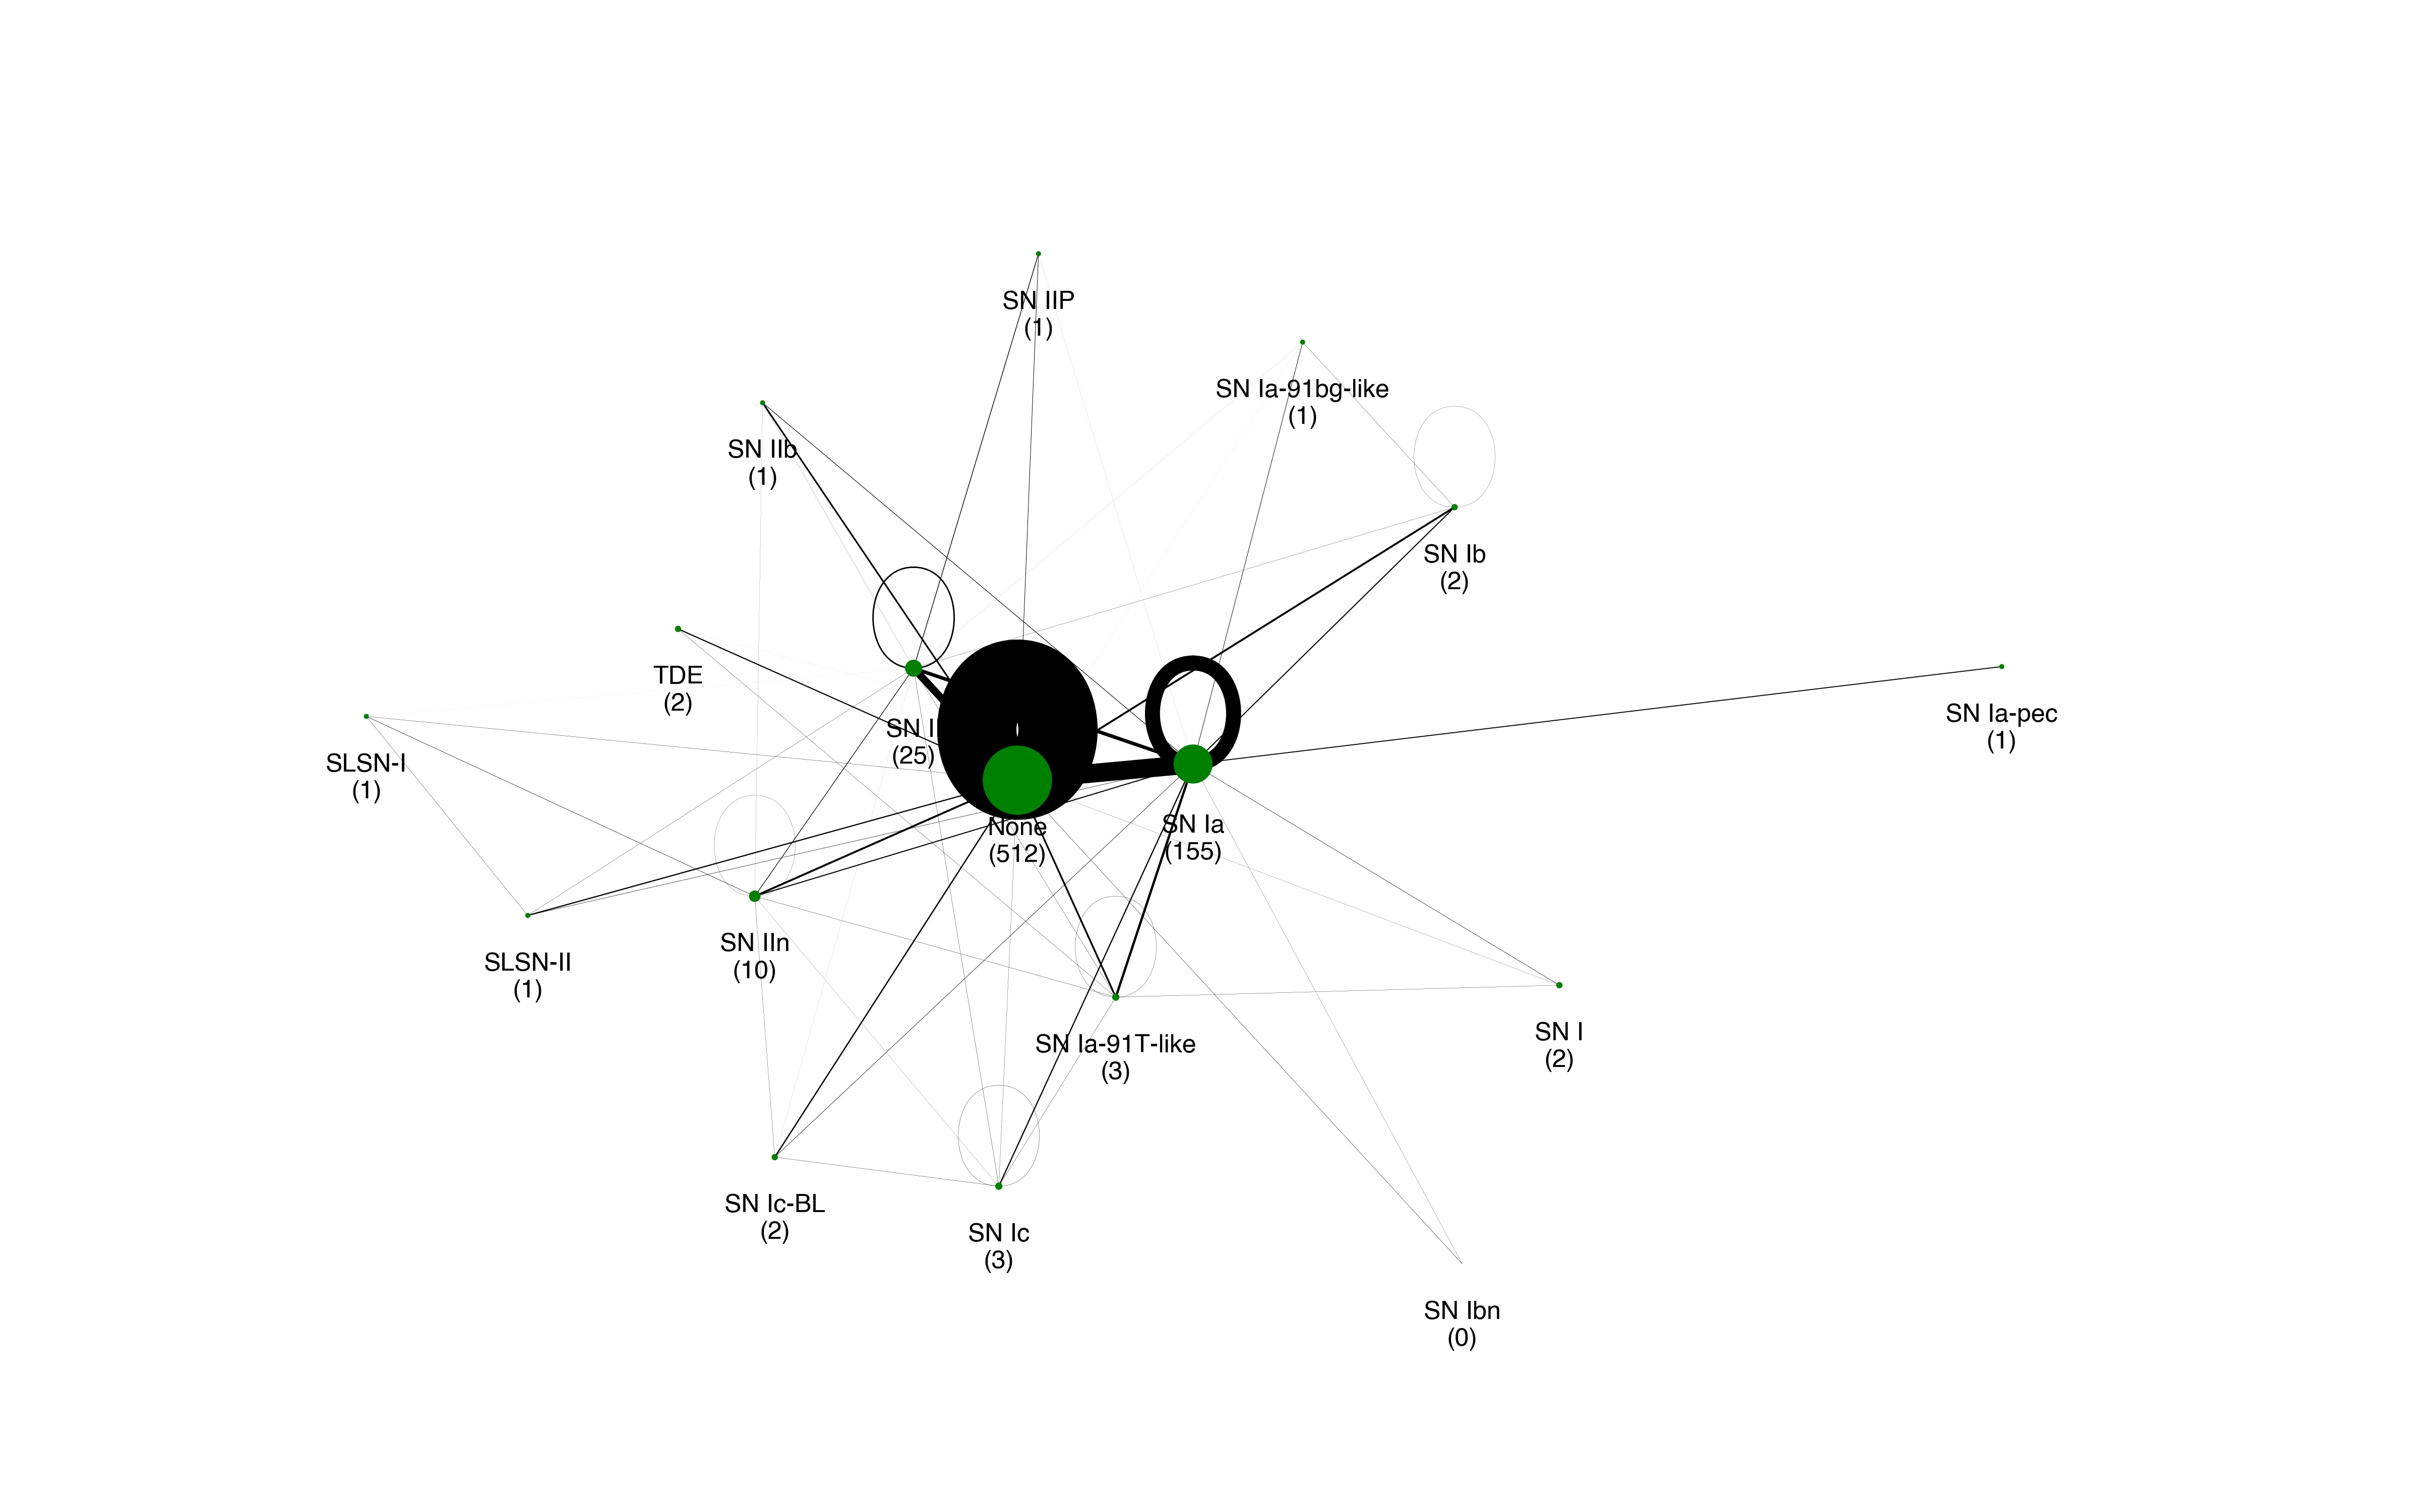 SN IIP
(1)
SN Ia-91bg-like
(1)
SN IIb
(1)
SN Ib
(2)
TDE
(2)
SN Ia-pec
(1)
SN II
(25)
SLSN-I
(1)
None
(512)
SN Ia
(155)
SN IIn
(10)
SLSN-II
(1)
SN I
(2)
SN Ia-91T-like
(3)
SN Ic-BL
(2)
SN Ic
(3)
SN Ibn
(0)